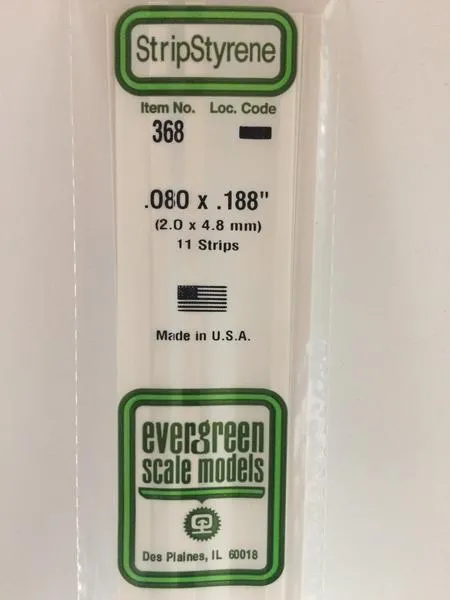 StripStyrene
Item No. Loc. Code
368
.080 x .188"
(2.0 x 4.8 mm)
11 Strips
Made in U.S.A.
evergreen
scale models
Des Plaines, IL 60018